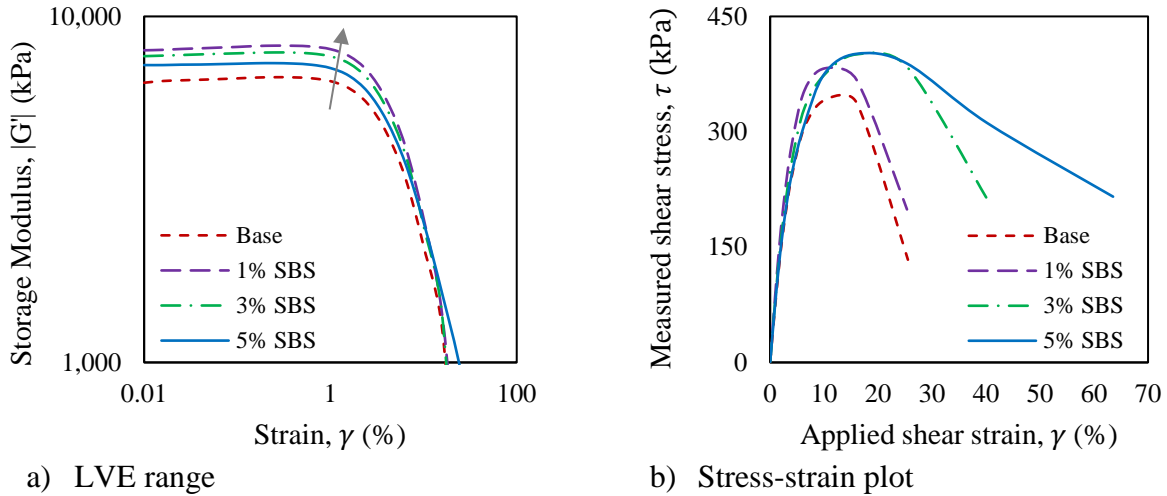 10,000
1,000
0.01
1
100
Storage Modulus, |G'| (kPa)
Strain, γ (%)
Base
1% SBS
3% SBS
5% SBS
a) LVE range
450
300
150
0
0
10
20
30
40
50
60
70
Measured shear stress, τ (kPa)
Applied shear strain, γ (%)
Base
1% SBS
3% SBS
5% SBS
b) Stress-strain plot